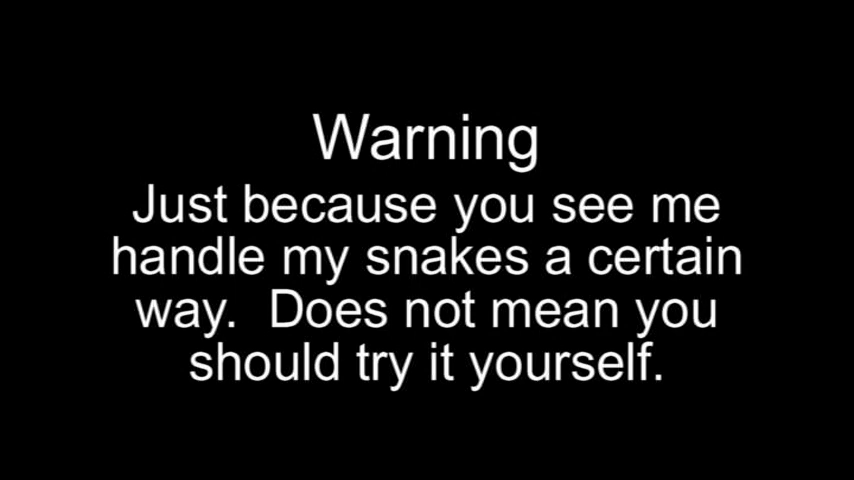 Warning
Just because you see me
handle my snakes a certain
way.  Does not mean you
should try it yourself.